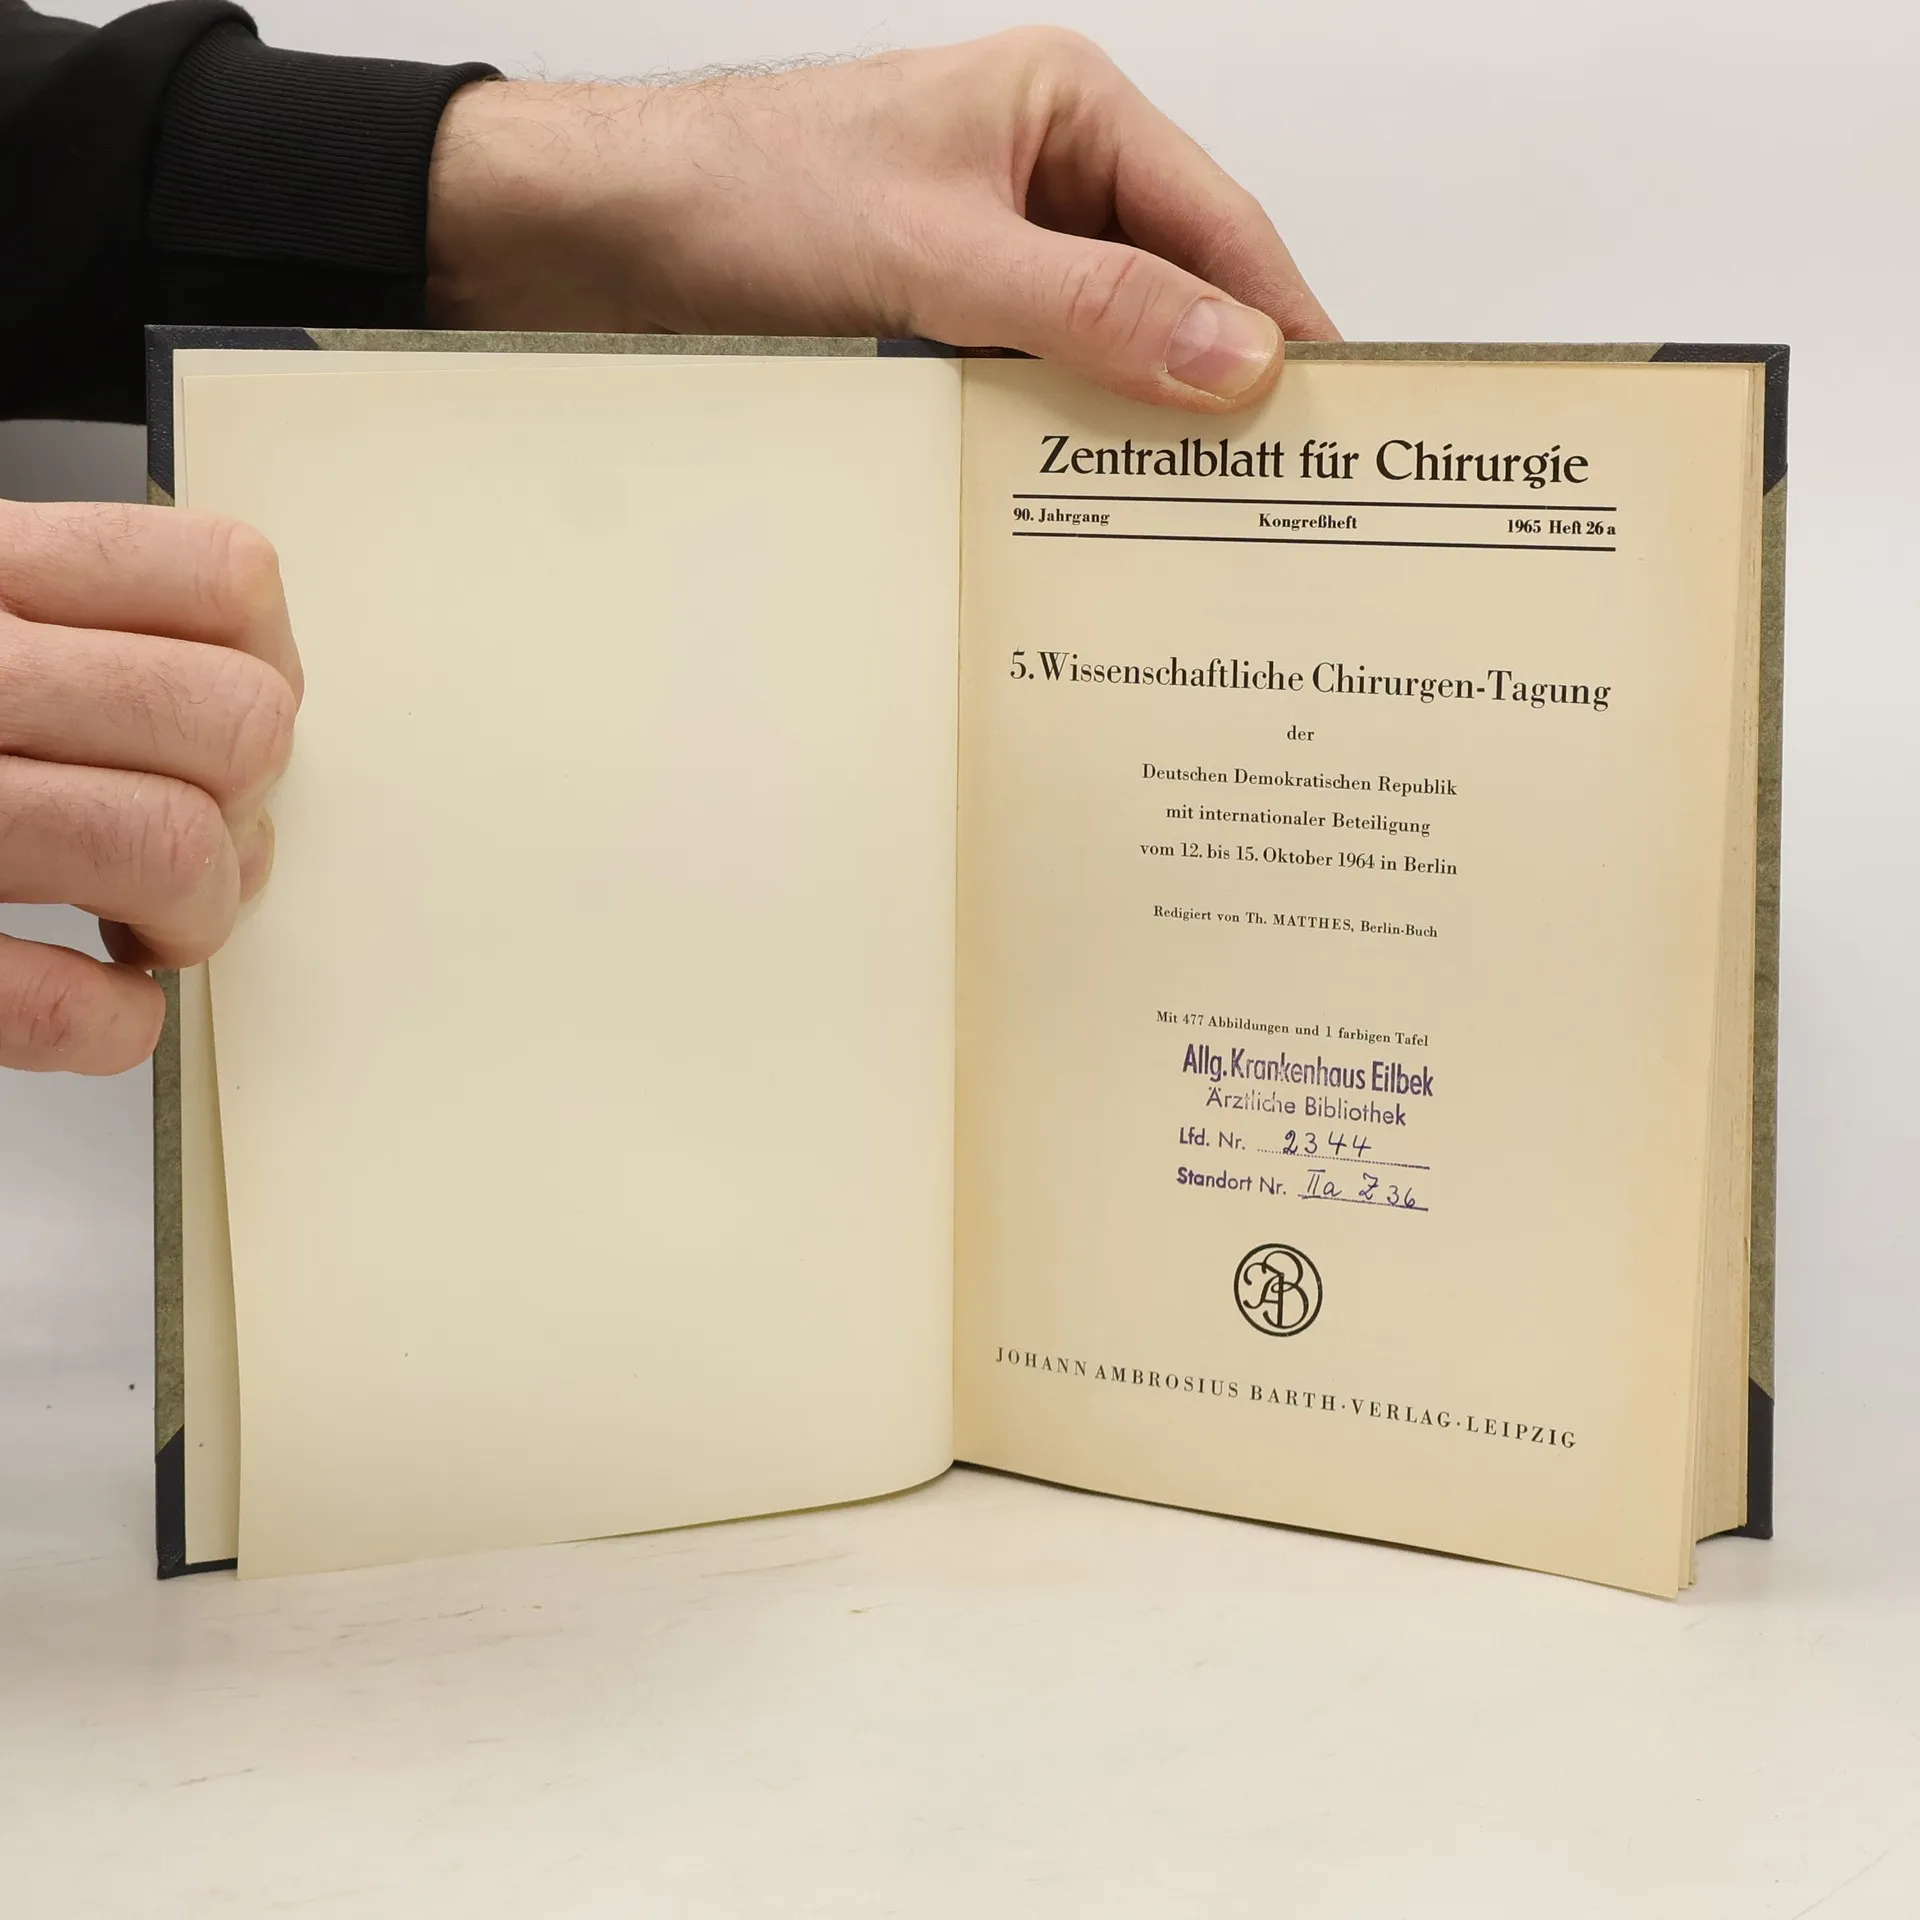 Zentralblatt für Chirurgie
90. Jahrgang Kongreßheft 1965 Heft 26a
5. Wissenschaftliche Chirurgen-Tagung
der
Deutschen Demokratischen Republik
mit internationaler Beteiligung
vom 12. bis 15. Oktober 1964 in Berlin
Redigiert von Th. MATTHES, Berlin-Buch
Mit 477 Abbildungen und 1 farbigen Tafel
Allg. Krankenhaus Eilbek
Ärztliche Bibliothek
Lfd. Nr. 2344
Standort Nr. IIa Z 36
JAB
JOHANN AMBROSIUS BARTH · VERLAG · LEIPZIG